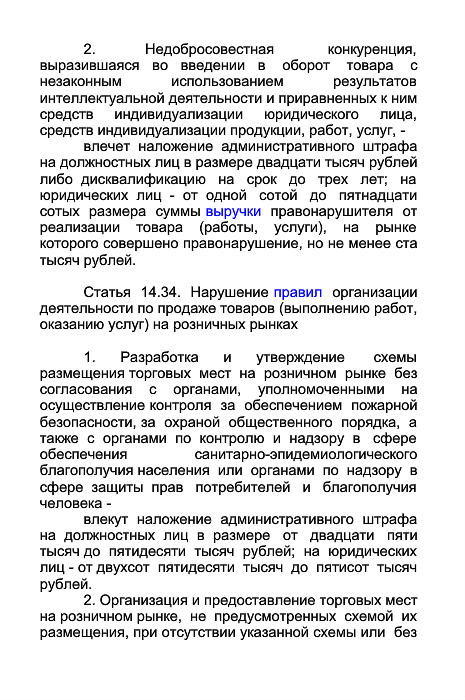 2. Недобросовестная конкуренция,
выразившаяся во введении в оборот товара с
незаконным использованием результатов
интеллектуальной деятельности и приравненных к ним
средств индивидуализации юридического лица,
средств индивидуализации продукции, работ, услуг, -
влечет наложение административного штрафа
на должностных лиц в размере двадцати тысяч рублей
либо дисквалификацию на срок до трех лет; на
юридических лиц - от одной сотой до пятнадцати
сотых размера суммы выручки правонарушителя от
реализации товара (работы, услуги), на рынке
которого совершено правонарушение, но не менее ста
тысяч рублей.
Статья 14.34. Нарушение правил организации
деятельности по продаже товаров (выполнению работ,
оказанию услуг) на розничных рынках
1. Разработка и утверждение схемы
размещения торговых мест на розничном рынке без
согласования с органами, уполномоченными на
осуществление контроля за обеспечением пожарной
безопасности, за охраной общественного порядка, а
также с органами по контролю и надзору в сфере
обеспечения санитарно-эпидемиологического
благополучия населения или органами по надзору в
сфере защиты прав потребителей и благополучия
человека -
влекут наложение административного штрафа
на должностных лиц в размере от двадцати пяти
тысяч до пятидесяти тысяч рублей; на юридических
лиц - от двухсот пятидесяти тысяч до пятисот тысяч
рублей.
2. Организация и предоставление торговых мест
на розничном рынке, не предусмотренных схемой их
размещения, при отсутствии указанной схемы или без